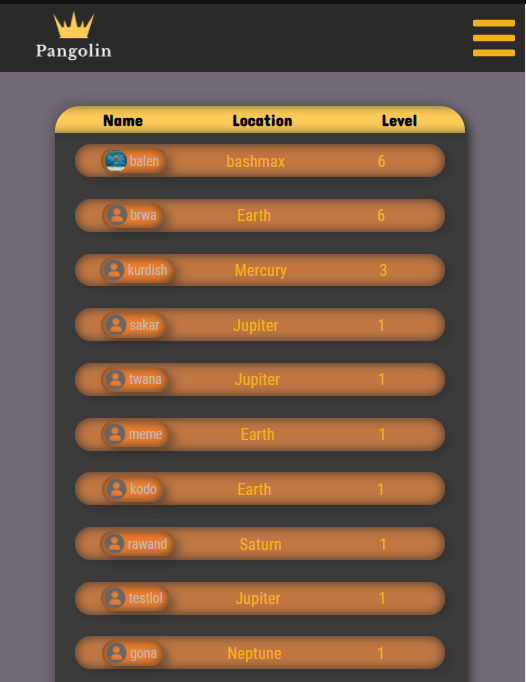 Pangolin
Name Location Level
balen bashmax 6
brwa Earth 6
kurdish Mercury 3
sakar Jupiter 1
twana Jupiter 1
meme Earth 1
kodo Earth 1
rawand Saturn 1
testlol Jupiter 1
gona Neptune 1